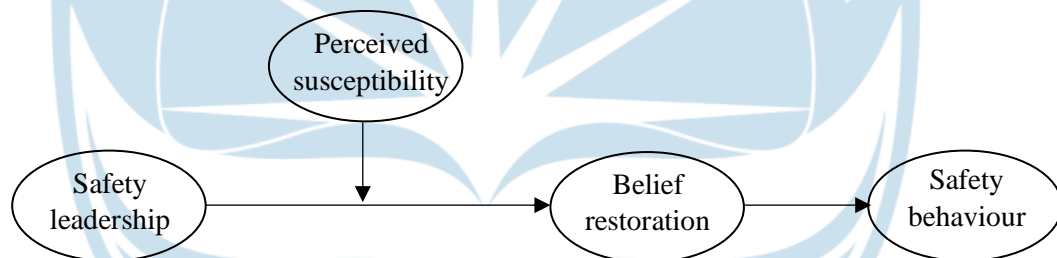 Perceived
susceptibility
Safety
leadership
Belief
restoration
Safety
behaviour